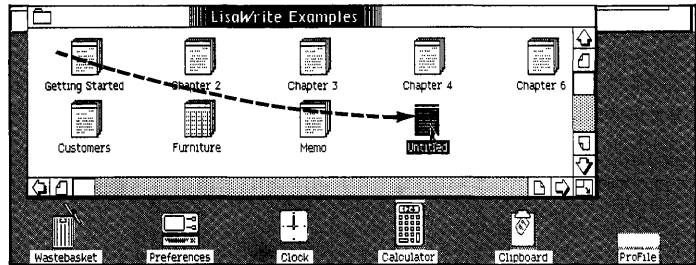 LisaWrite Examples
Getting Started
Chapter 2
Chapter 3
Chapter 4
Chapter 6
Customers
Furniture
Memo
Untitled
Wastebasket
Preferences
Clock
Calculator
Clipboard
ProFile